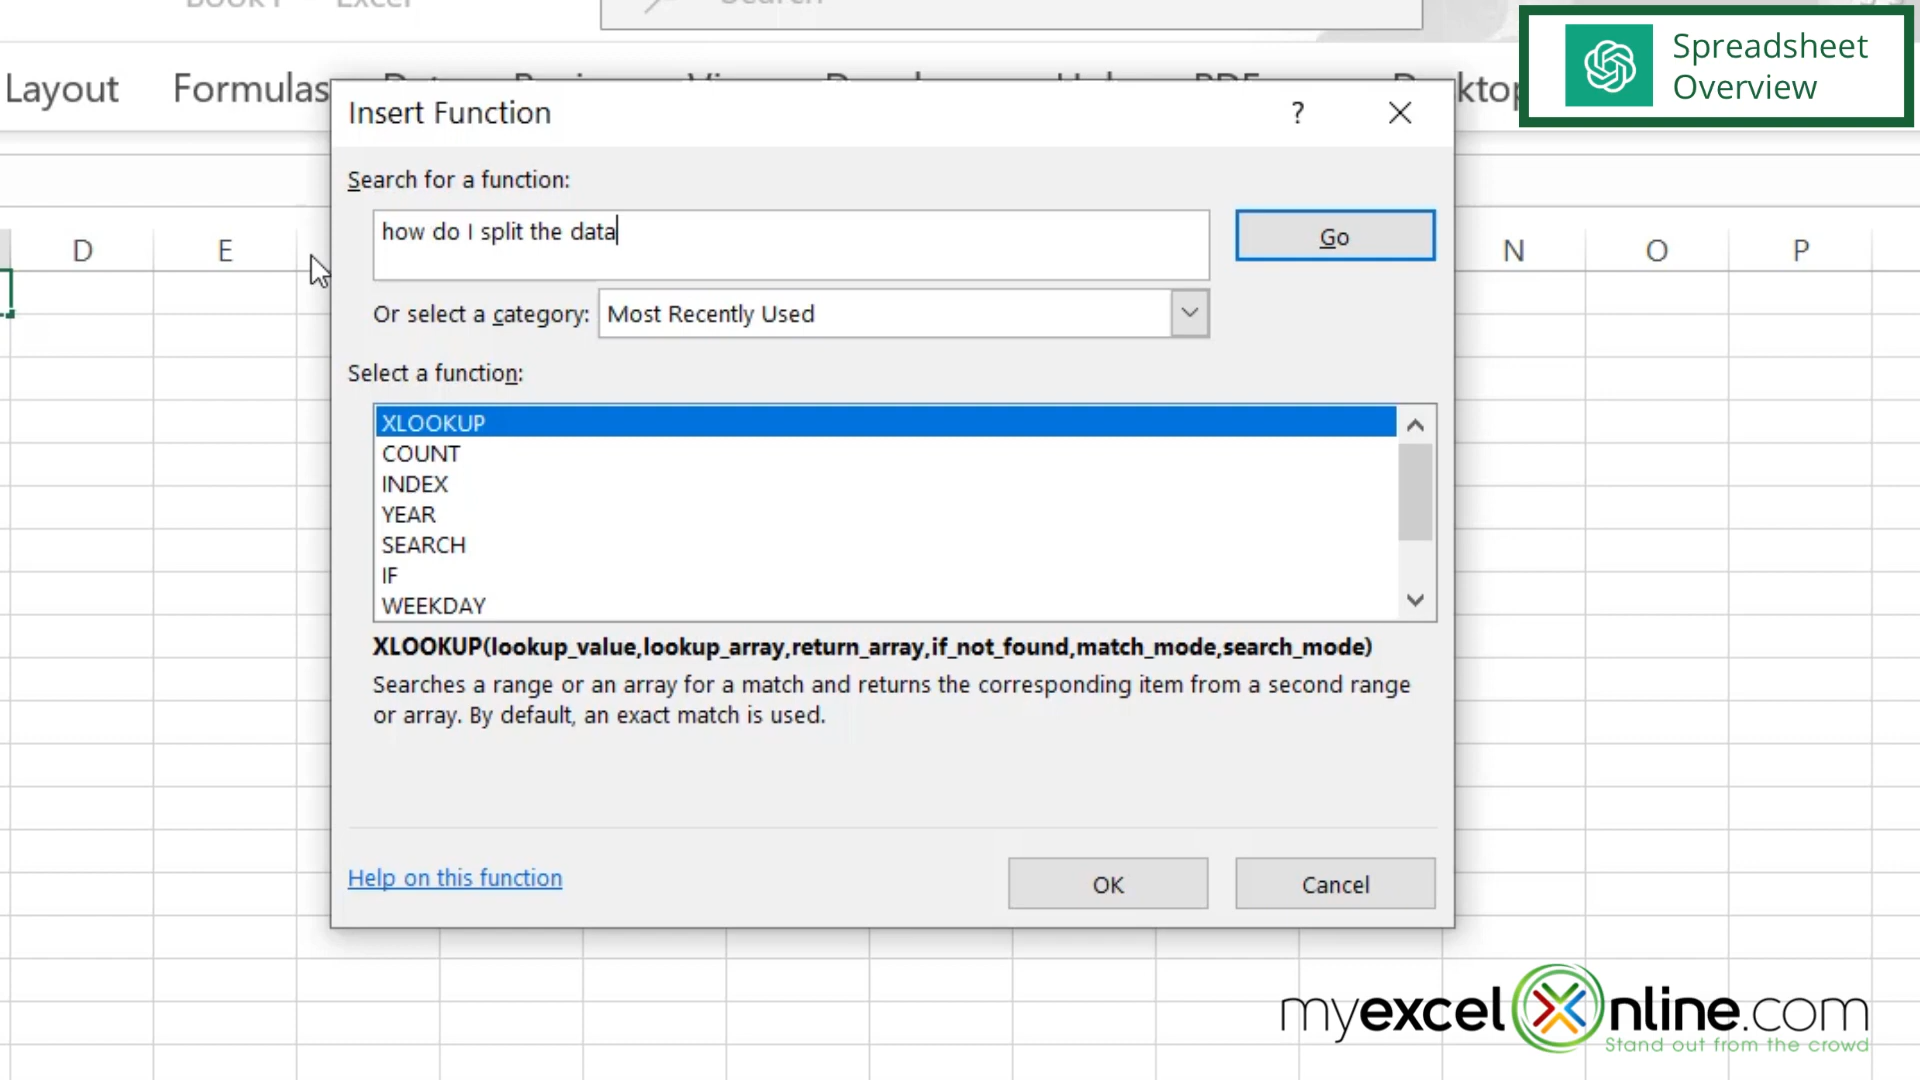 Search
Layout Formulas
Spreadsheet
Overview
Insert Function ?
Search for a function:
how do I split the data
Go
D E N O P
Or select a category: Most Recently Used
Select a function:
XLOOKUP
COUNT
INDEX
YEAR
SEARCH
IF
WEEKDAY
XLOOKUP(lookup_value,lookup_array,return_array,if_not_found,match_mode,search_mode)
Searches a range or an array for a match and returns the corresponding item from a second range
or array. By default, an exact match is used.
Help on this function OK Cancel
myexcelOnline.com
Stand out from the crowd